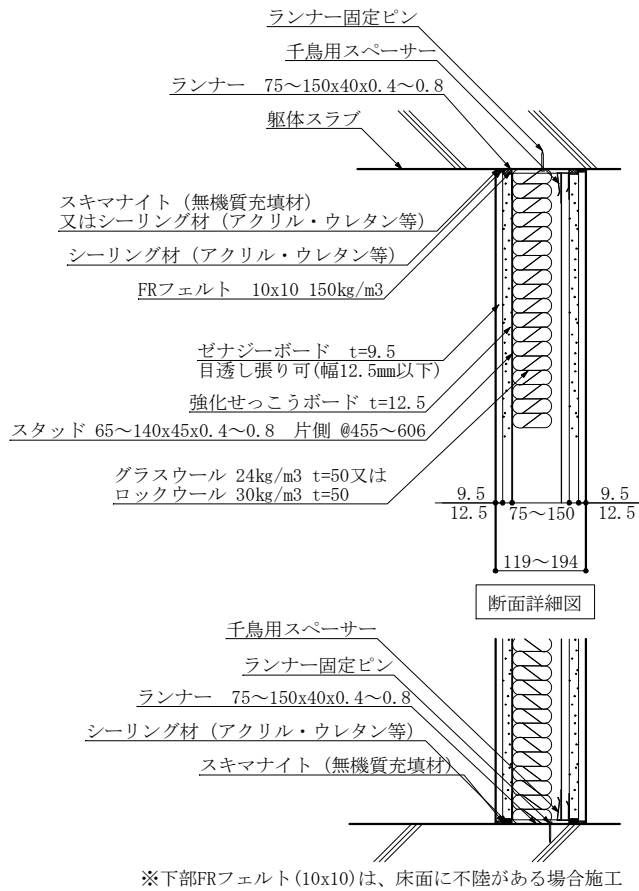 ランナー固定ピン
千鳥用スペーサー
ランナー 75～150x40x0.4～0.8
躯体スラブ
スキマナイト（無機質充填材）
又はシーリング材（アクリル・ウレタン等）
シーリング材（アクリル・ウレタン等）
FRフェルト 10x10 150kg/m3
ゼナジーボード t=9.5
目透し張り可(幅12.5mm以下)
強化せっこうボード t=12.5
スタッド 65～140x45x0.4～0.8 片側 @455～606
グラスウール 24kg/m3 t=50又は
ロックウール 30kg/m3 t=50
9.5 9.5
12.5 75～150 12.5
119～194
断面詳細図
千鳥用スペーサー
ランナー固定ピン
ランナー 75～150x40x0.4～0.8
シーリング材（アクリル・ウレタン等）
スキマナイト（無機質充填材）
※下部FRフェルト(10x10)は、床面に不陸がある場合施工